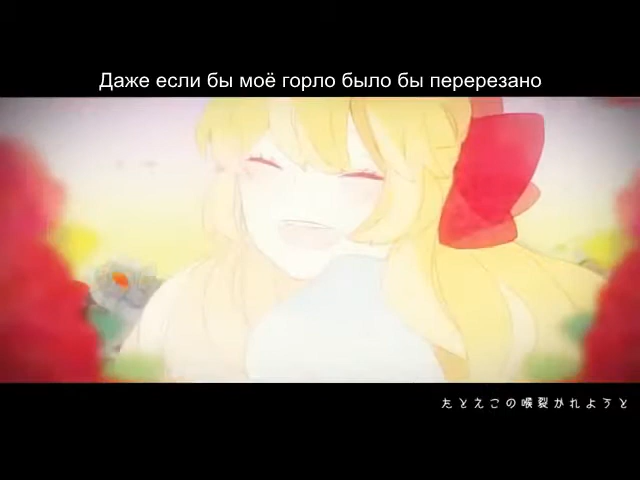 Даже если бы моё горло было бы перерезано
たとえこの喉裂かれようと